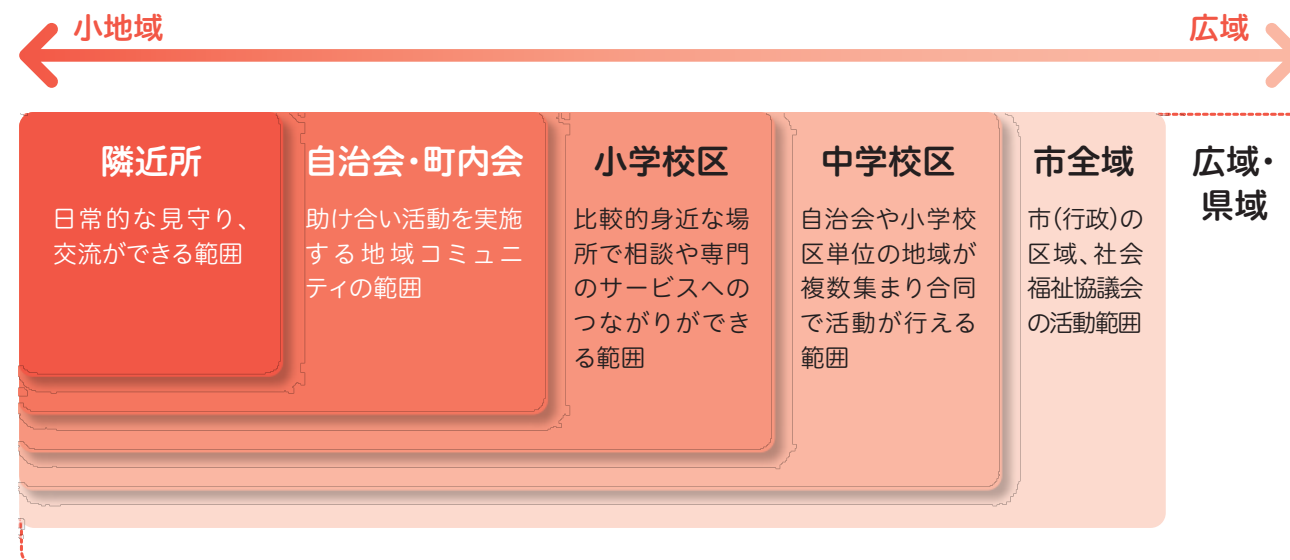 小地域
広域
隣近所
日常的な見守り、
交流ができる範囲
自治会・町内会
助け合い活動を実施
する地域コミュニ
ティの範囲
小学校区
比較的身近な場
所で相談や専門
のサービスへの
つながりができ
る範囲
中学校区
自治会や小学校
区単位の地域が
複数集まり合同
で活動が行える
範囲
市全域
市(行政)の
区域、社会
福祉協議会
の活動範囲
広域・
県域